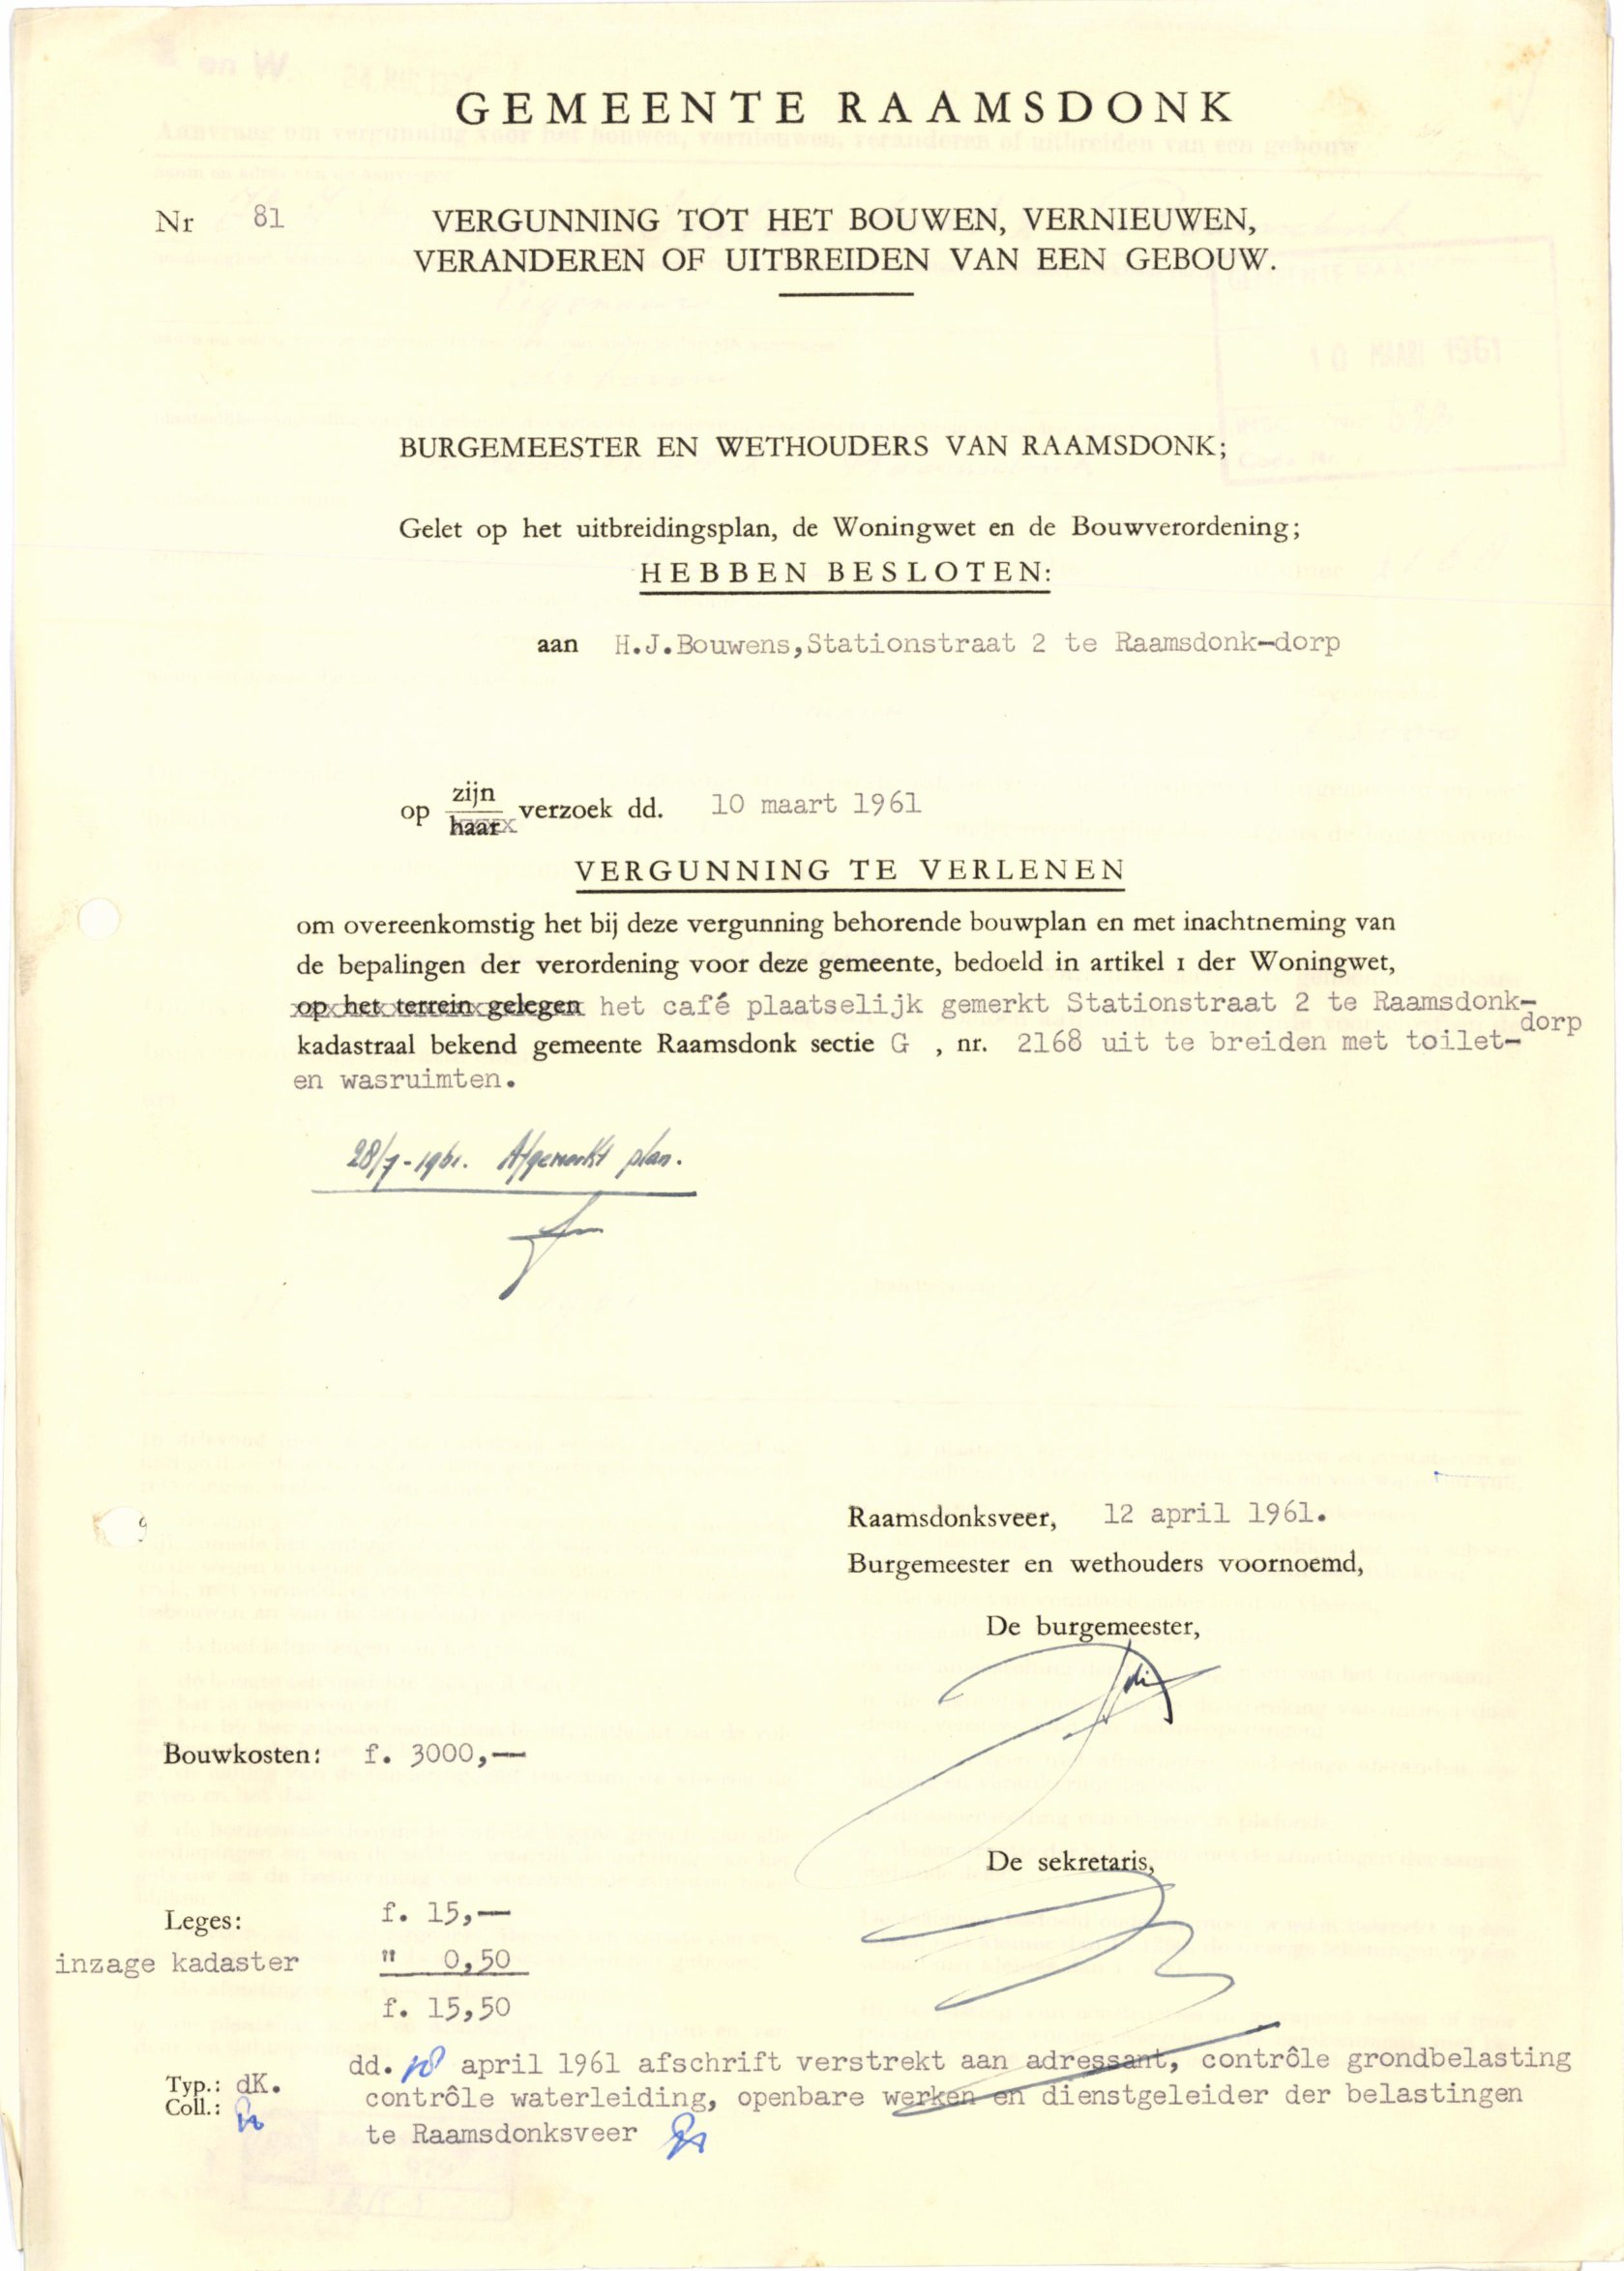 GEMEENTE RAAMSDONK
Nr 81
VERGUNNING TOT HET BOUWEN, VERNIEUWEN,
VERANDEREN OF UITBREIDEN VAN EEN GEBOUW.
10 MAART 1961
BURGEMEESTER EN WETHOUDERS VAN RAAMSDONK;
Gelet op het uitbreidingsplan, de Woningwet en de Bouwverordening;
HEBBEN BESLOTEN:
aan H.J.Bouwens,Stationstraat 2 te Raamsdonk-dorp
op zijn haar verzoek dd. 10 maart 1961
VERGUNNING TE VERLENEN
om overeenkomstig het bij deze vergunning behorende bouwplan en met inachtneming van
de bepalingen der verordening voor deze gemeente, bedoeld in artikel 1 der Woningwet,
op het terrein gelegen het café plaatselijk gemerkt Stationstraat 2 te Raamsdonk-
dorp
kadastraal bekend gemeente Raamsdonk sectie G , nr. 2168 uit te breiden met toilet-
en wasruimten.
28/7-1961. Afgewerkt plan.
Raamsdonksveer, 12 april 1961.
Burgemeester en wethouders voornoemd,
De burgemeester,
Bouwkosten: f. 3000,—
De sekretaris,
Leges: f. 15,—
inzage kadaster " 0,50
f. 15,50
dd. 18 april 1961 afschrift verstrekt aan adressant, contrôle grondbelasting
Typ.: dK.
contrôle waterleiding, openbare werken en dienstgeleider der belastingen
Coll.:
te Raamsdonksveer